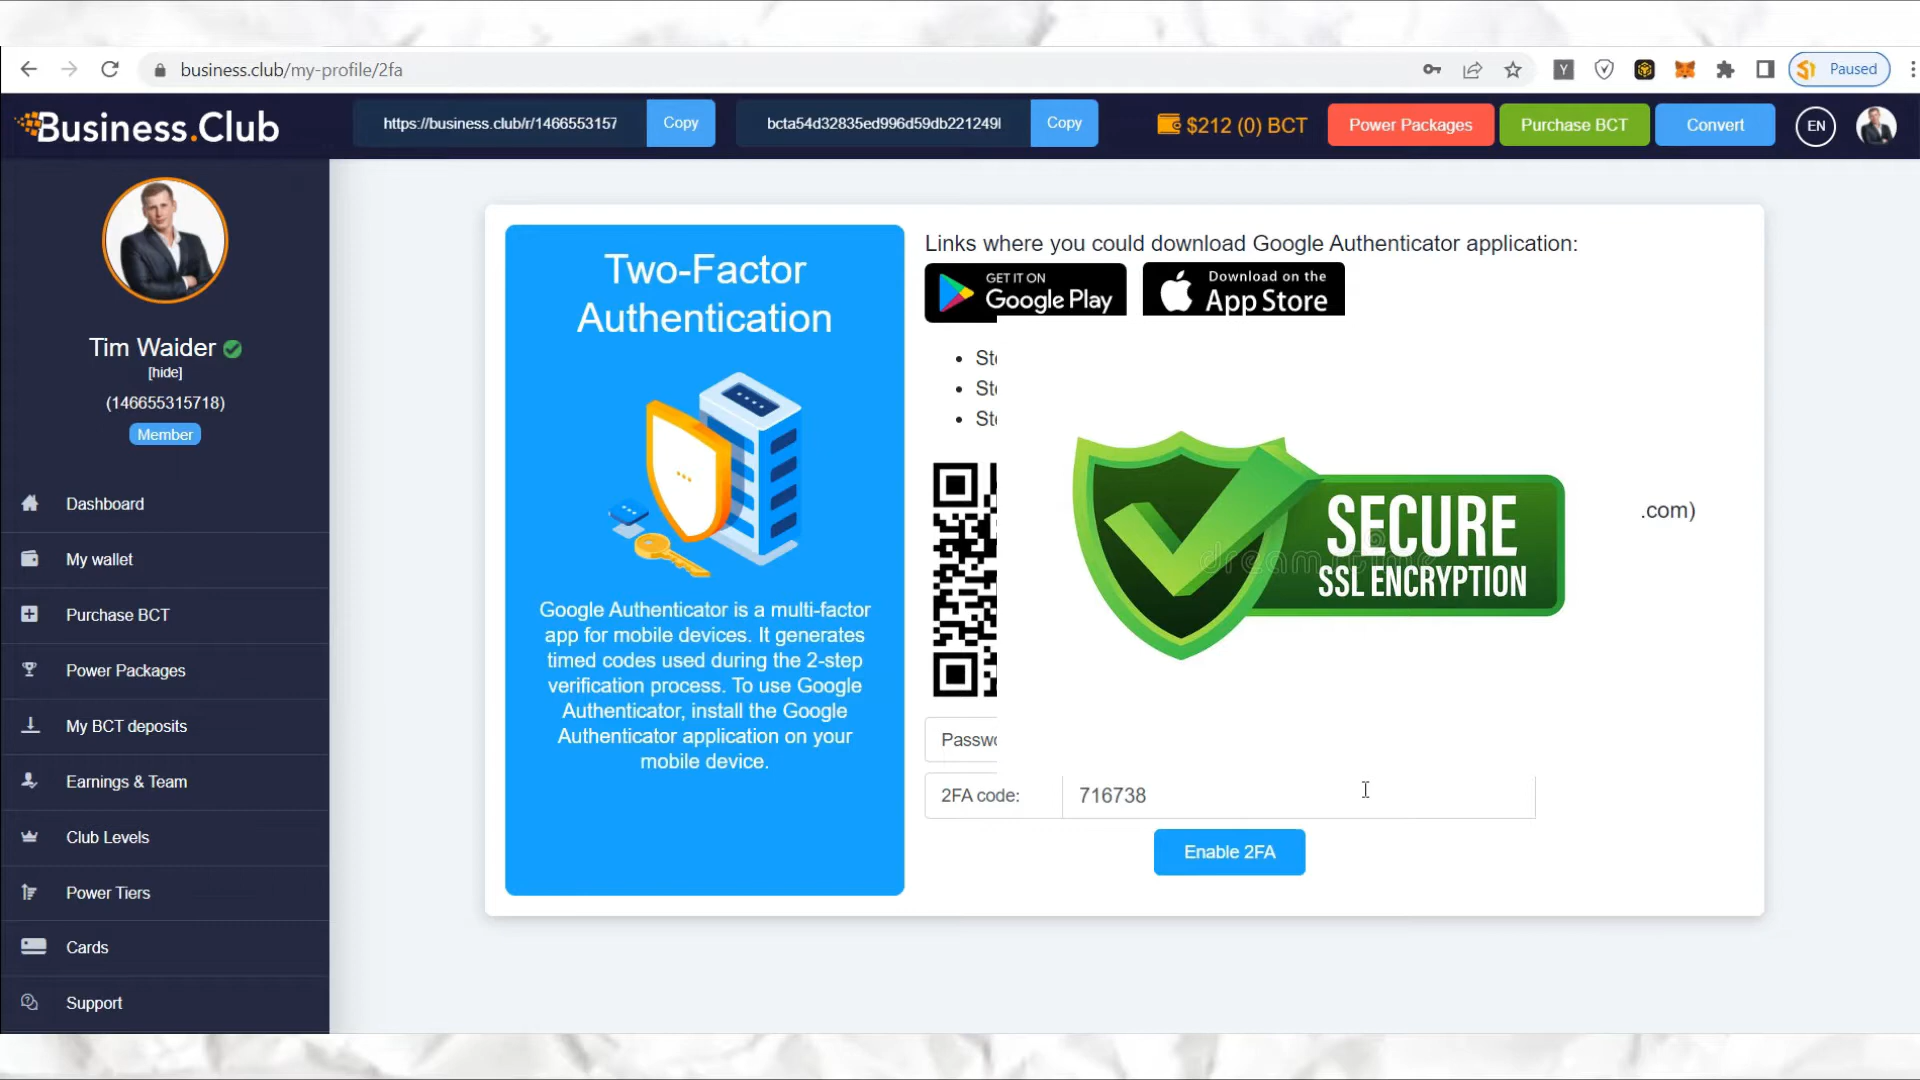 business.club/my-profile/2fa
Paused
Business.Club
https://business.club/r/1466553157
Copy
bcta54d32835ed996d59db221249l
Copy
$212 (0) BCT
Power Packages
Purchase BCT
Convert
EN
Tim Waider
[hide]
(146655315718)
Member
Dashboard
My wallet
Purchase BCT
Power Packages
My BCT deposits
Earnings & Team
Club Levels
Power Tiers
Cards
Support
Two-Factor
Authentication
Google Authenticator is a multi-factor
app for mobile devices. It generates
timed codes used during the 2-step
verification process. To use Google
Authenticator, install the Google
Authenticator application on your
mobile device.
Links where you could download Google Authenticator application:
GET IT ON
Google Play
Download on the
App Store
.com)
SECURE
SSL ENCRYPTION
2FA code:
716738
Enable 2FA